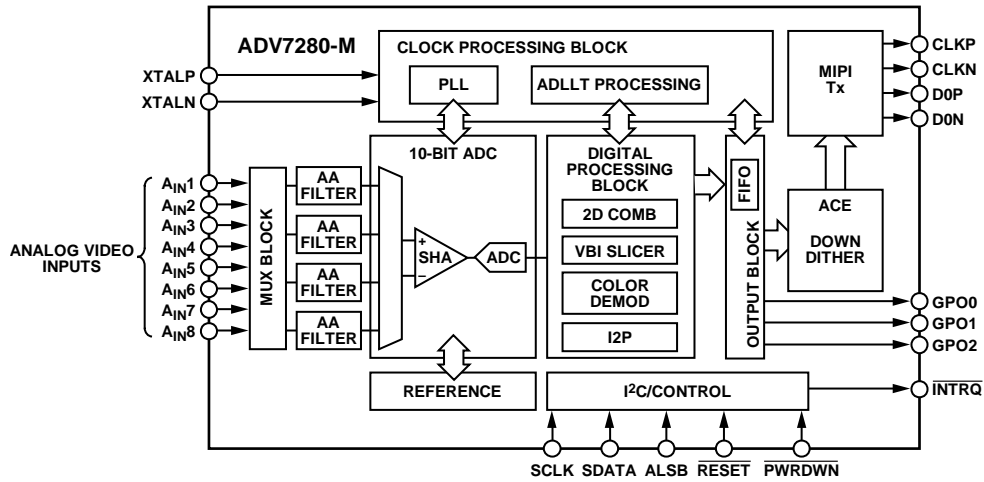 ADV7280-M
CLOCK PROCESSING BLOCK
PLL
ADLLT PROCESSING
XTALP
XTALN
MIPI
Tx
CLKP
CLKN
D0P
D0N
10-BIT ADC
DIGITAL
PROCESSING
BLOCK
FIFO
OUTPUT BLOCK
ANALOG VIDEO
INPUTS
AIN1
AIN2
AIN3
AIN4
AIN5
AIN6
AIN7
AIN8
MUX BLOCK
AA
FILTER
AA
FILTER
AA
FILTER
AA
FILTER
+
SHA
–
ADC
2D COMB
VBI SLICER
COLOR
DEMOD
I2P
ACE
DOWN
DITHER
GPO0
GPO1
GPO2
REFERENCE
I²C/CONTROL
INTRQ
SCLK
SDATA
ALSB
RESET
PWRDWN